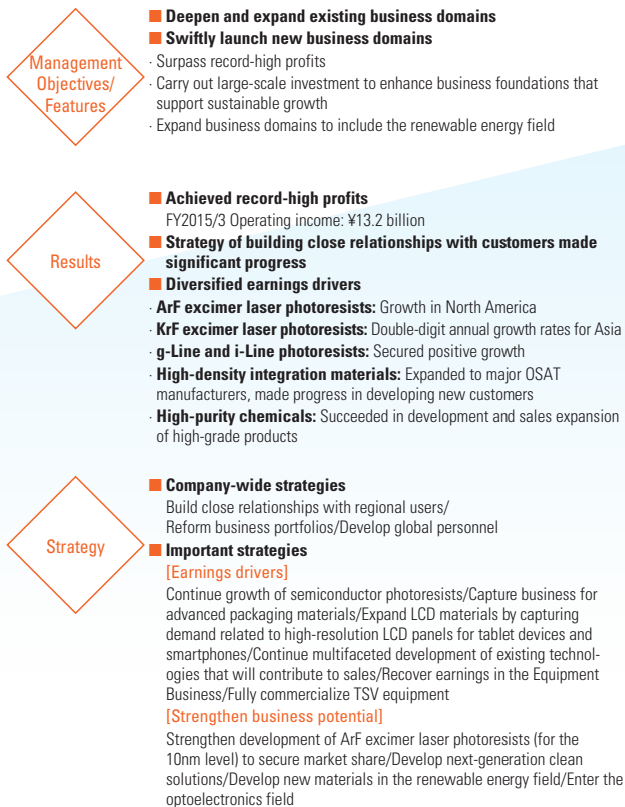 Management
Objectives/
Features
■ Deepen and expand existing business domains
■ Swiftly launch new business domains
· Surpass record-high profits
· Carry out large-scale investment to enhance business foundations that
support sustainable growth
· Expand business domains to include the renewable energy field
Results
■ Achieved record-high profits
FY2015/3 Operating income: ¥13.2 billion
■ Strategy of building close relationships with customers made
significant progress
■ Diversified earnings drivers
· ArF excimer laser photoresists: Growth in North America
· KrF excimer laser photoresists: Double-digit annual growth rates for Asia
· g-Line and i-Line photoresists: Secured positive growth
· High-density integration materials: Expanded to major OSAT
manufacturers, made progress in developing new customers
· High-purity chemicals: Succeeded in development and sales expansion
of high-grade products
Strategy
■ Company-wide strategies
Build close relationships with regional users/
Reform business portfolios/Develop global personnel
■ Important strategies
[Earnings drivers]
Continue growth of semiconductor photoresists/Capture business for
advanced packaging materials/Expand LCD materials by capturing
demand related to high-resolution LCD panels for tablet devices and
smartphones/Continue multifaceted development of existing technol-
ogies that will contribute to sales/Recover earnings in the Equipment
Business/Fully commercialize TSV equipment
[Strengthen business potential]
Strengthen development of ArF excimer laser photoresists (for the
10nm level) to secure market share/Develop next-generation clean
solutions/Develop new materials in the renewable energy field/Enter the
optoelectronics field